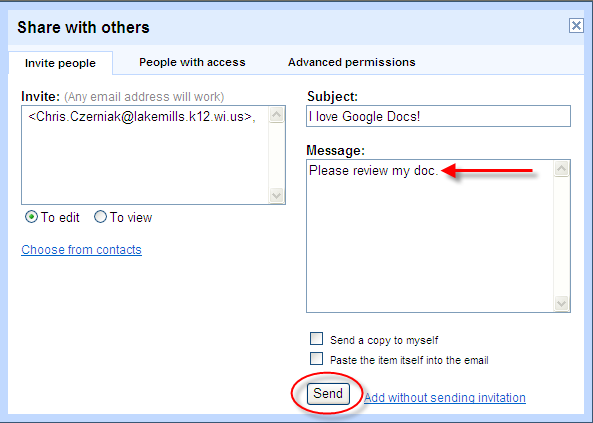 Share with others
Invite people
People with access
Advanced permissions
Invite: (Any email address will work)
<Chris.Czerniak@lakemills.k12.wi.us>,
To edit
To view
Choose from contacts
Subject:
I love Google Docs!
Message:
Please review my doc.
Send a copy to myself
Paste the item itself into the email
Send
Add without sending invitation